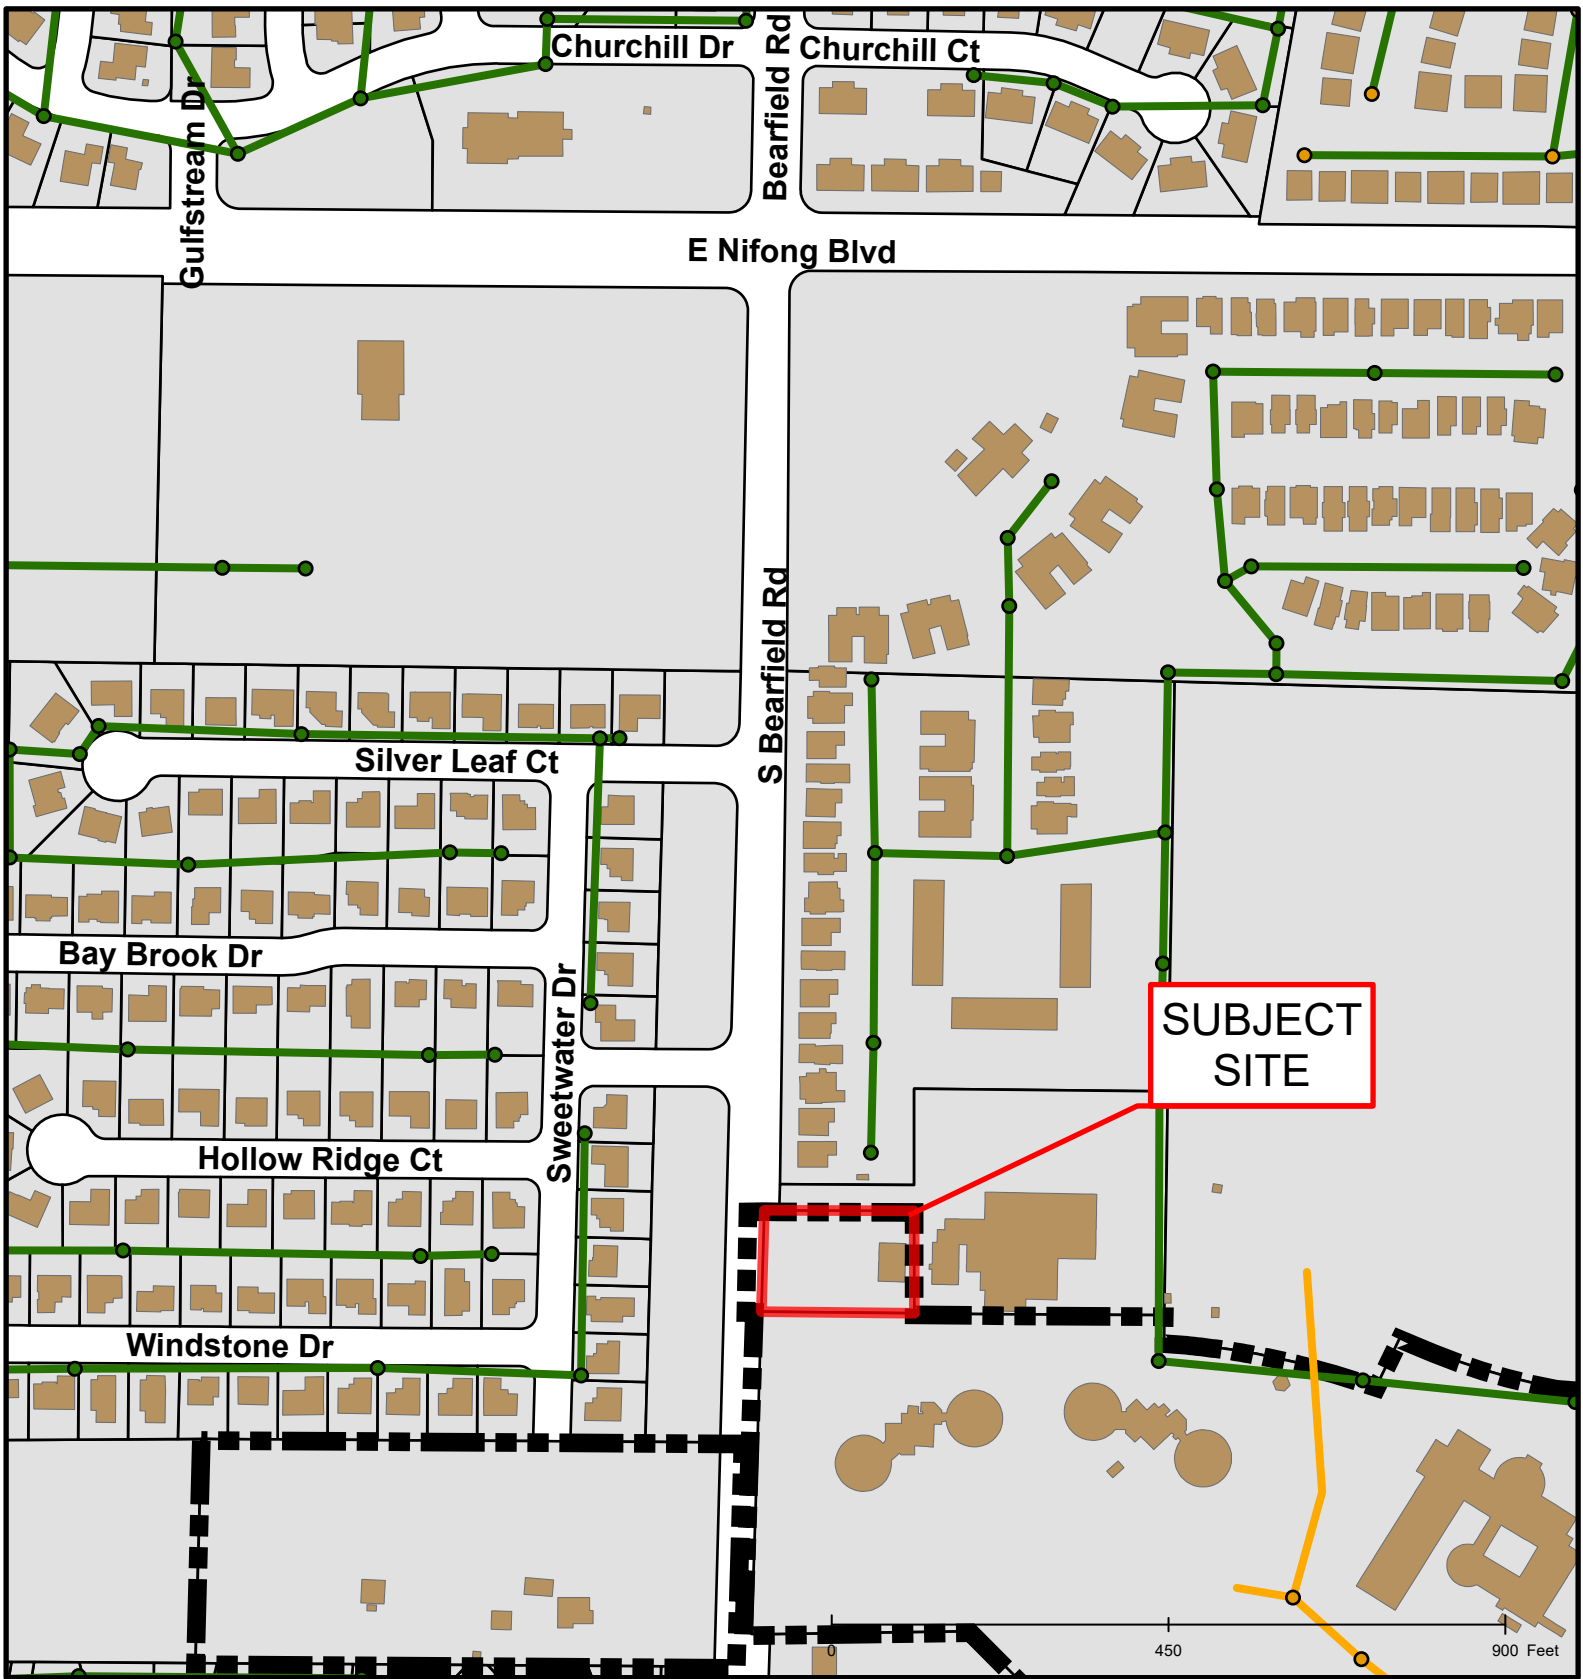 Churchill Dr
Bearfield Rd
Churchill Ct
Gulfstream Dr
E Nifong Blvd
S Bearfield Rd
Silver Leaf Ct
Bay Brook Dr
Sweetwater Dr
SUBJECT
SITE
Hollow Ridge Ct
Windstone Dr
0 450 900 Feet